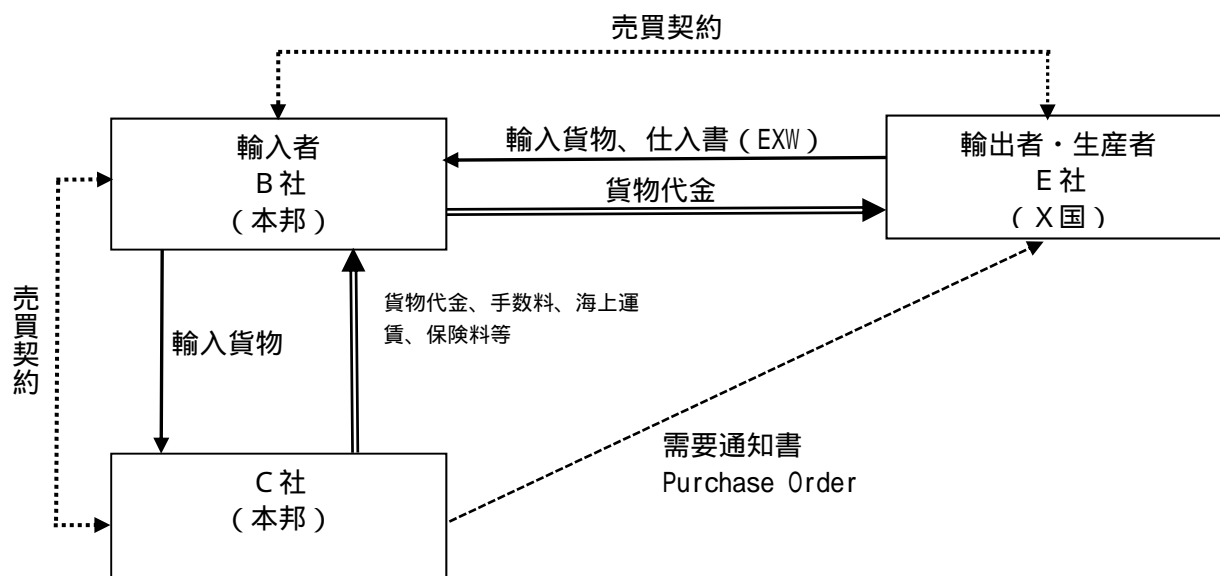 売買契約
輸入者
B社
（本邦）
輸入貨物、仕入書（EXW）
貨物代金
輸出者・生産者
E社
（X国）
売買契約
輸入貨物
貨物代金、手数料、海上運
賃、保険料等
需要通知書
Purchase Order
C社
（本邦）